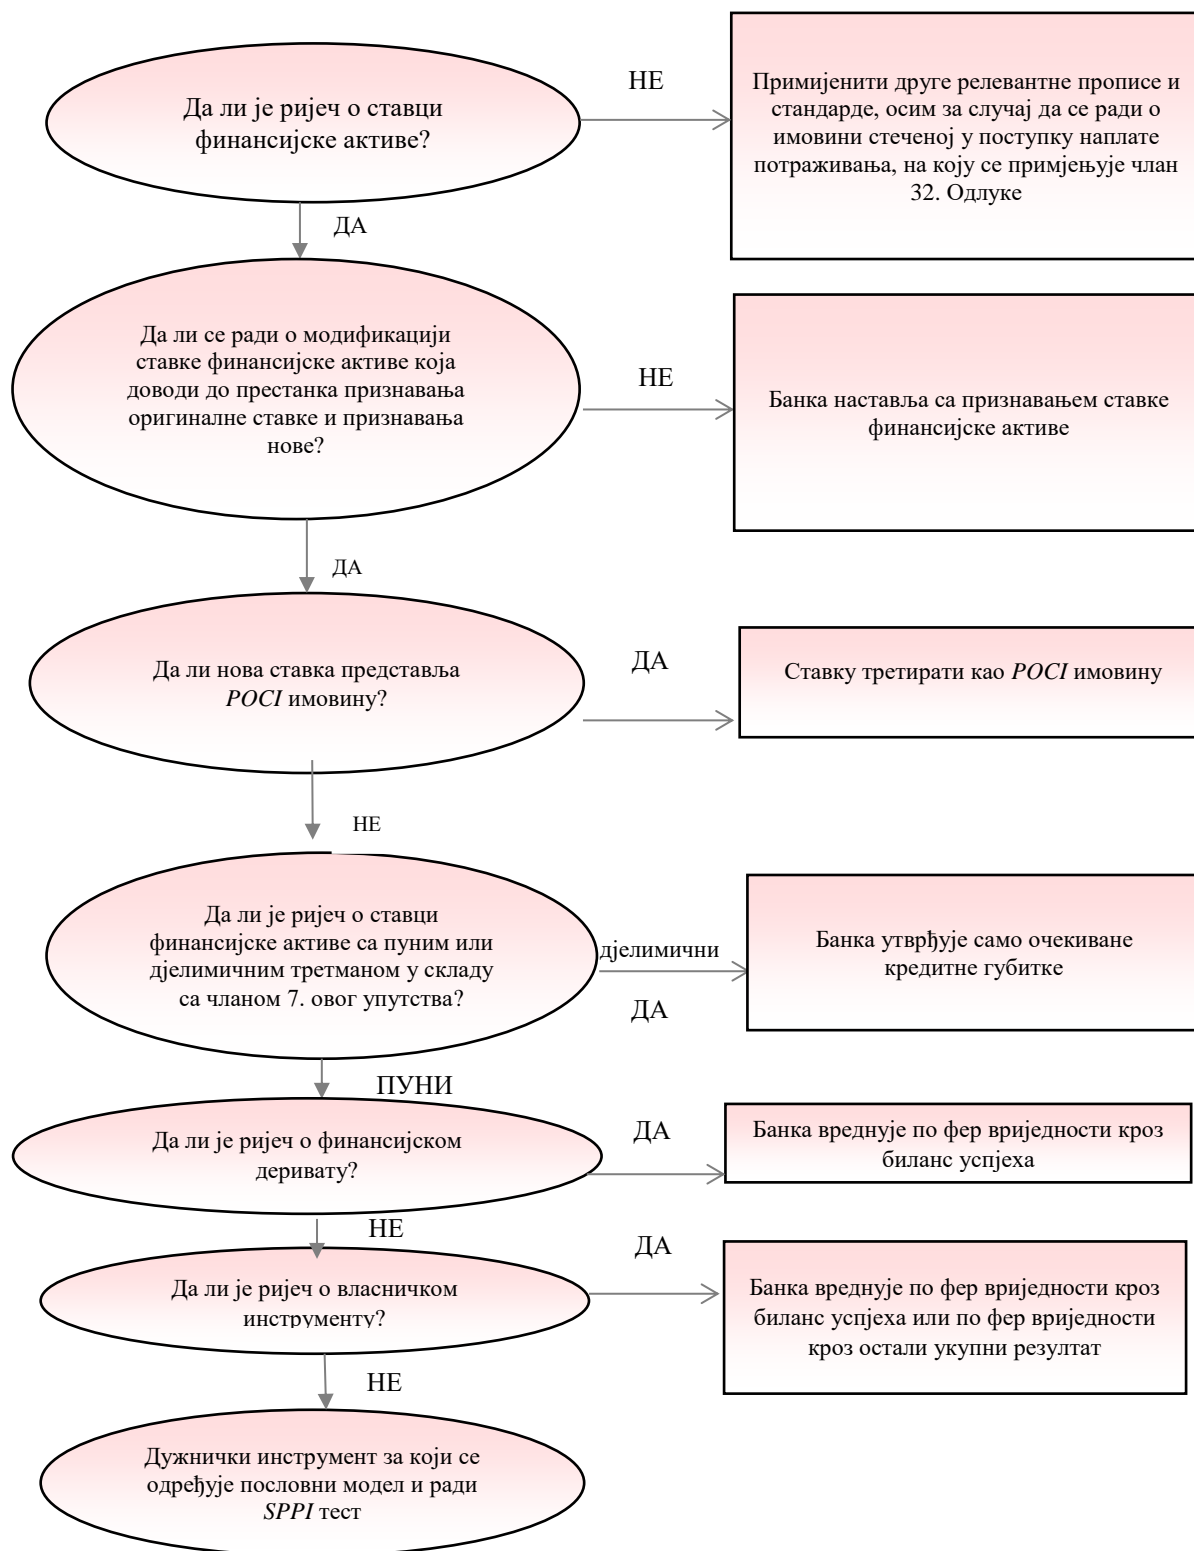 Да ли је ријеч о ставци
финансијске активе?
НЕ
Примијенити друге релевантне прописе и
стандарде, осим за случај да се ради о
имовини стеченој у поступку наплате
потраживања, на коју се примјењује члан
32. Одлуке
ДА
Да ли се ради о модификацији
ставке финансијске активе која
доводи до престанка признавања
оригиналне ставке и признавања
нове?
НЕ
Банка наставља са признавањем ставке
финансијске активе
ДА
Да ли нова ставка представља
POCI имовину?
ДА
Ставку третирати као POCI имовину
НЕ
Да ли је ријеч о ставци
финансијске активе са пуним или
дјелимичним третманом у складу
са чланом 7. овог упутства?
дјелимични
ДА
Банка утврђује само очекиване
кредитне губитке
ПУНИ
Да ли је ријеч о финансијском
деривату?
ДА
Банка вреднује по фер вриједности кроз
биланс успјеха
НЕ
Да ли је ријеч о власничком
инструменту?
ДА
Банка вреднује по фер вриједности кроз
биланс успјеха или по фер вриједности
кроз остали укупни резултат
НЕ
Дужнички инструмент за који се
одређује пословни модел и ради
SPPI тест